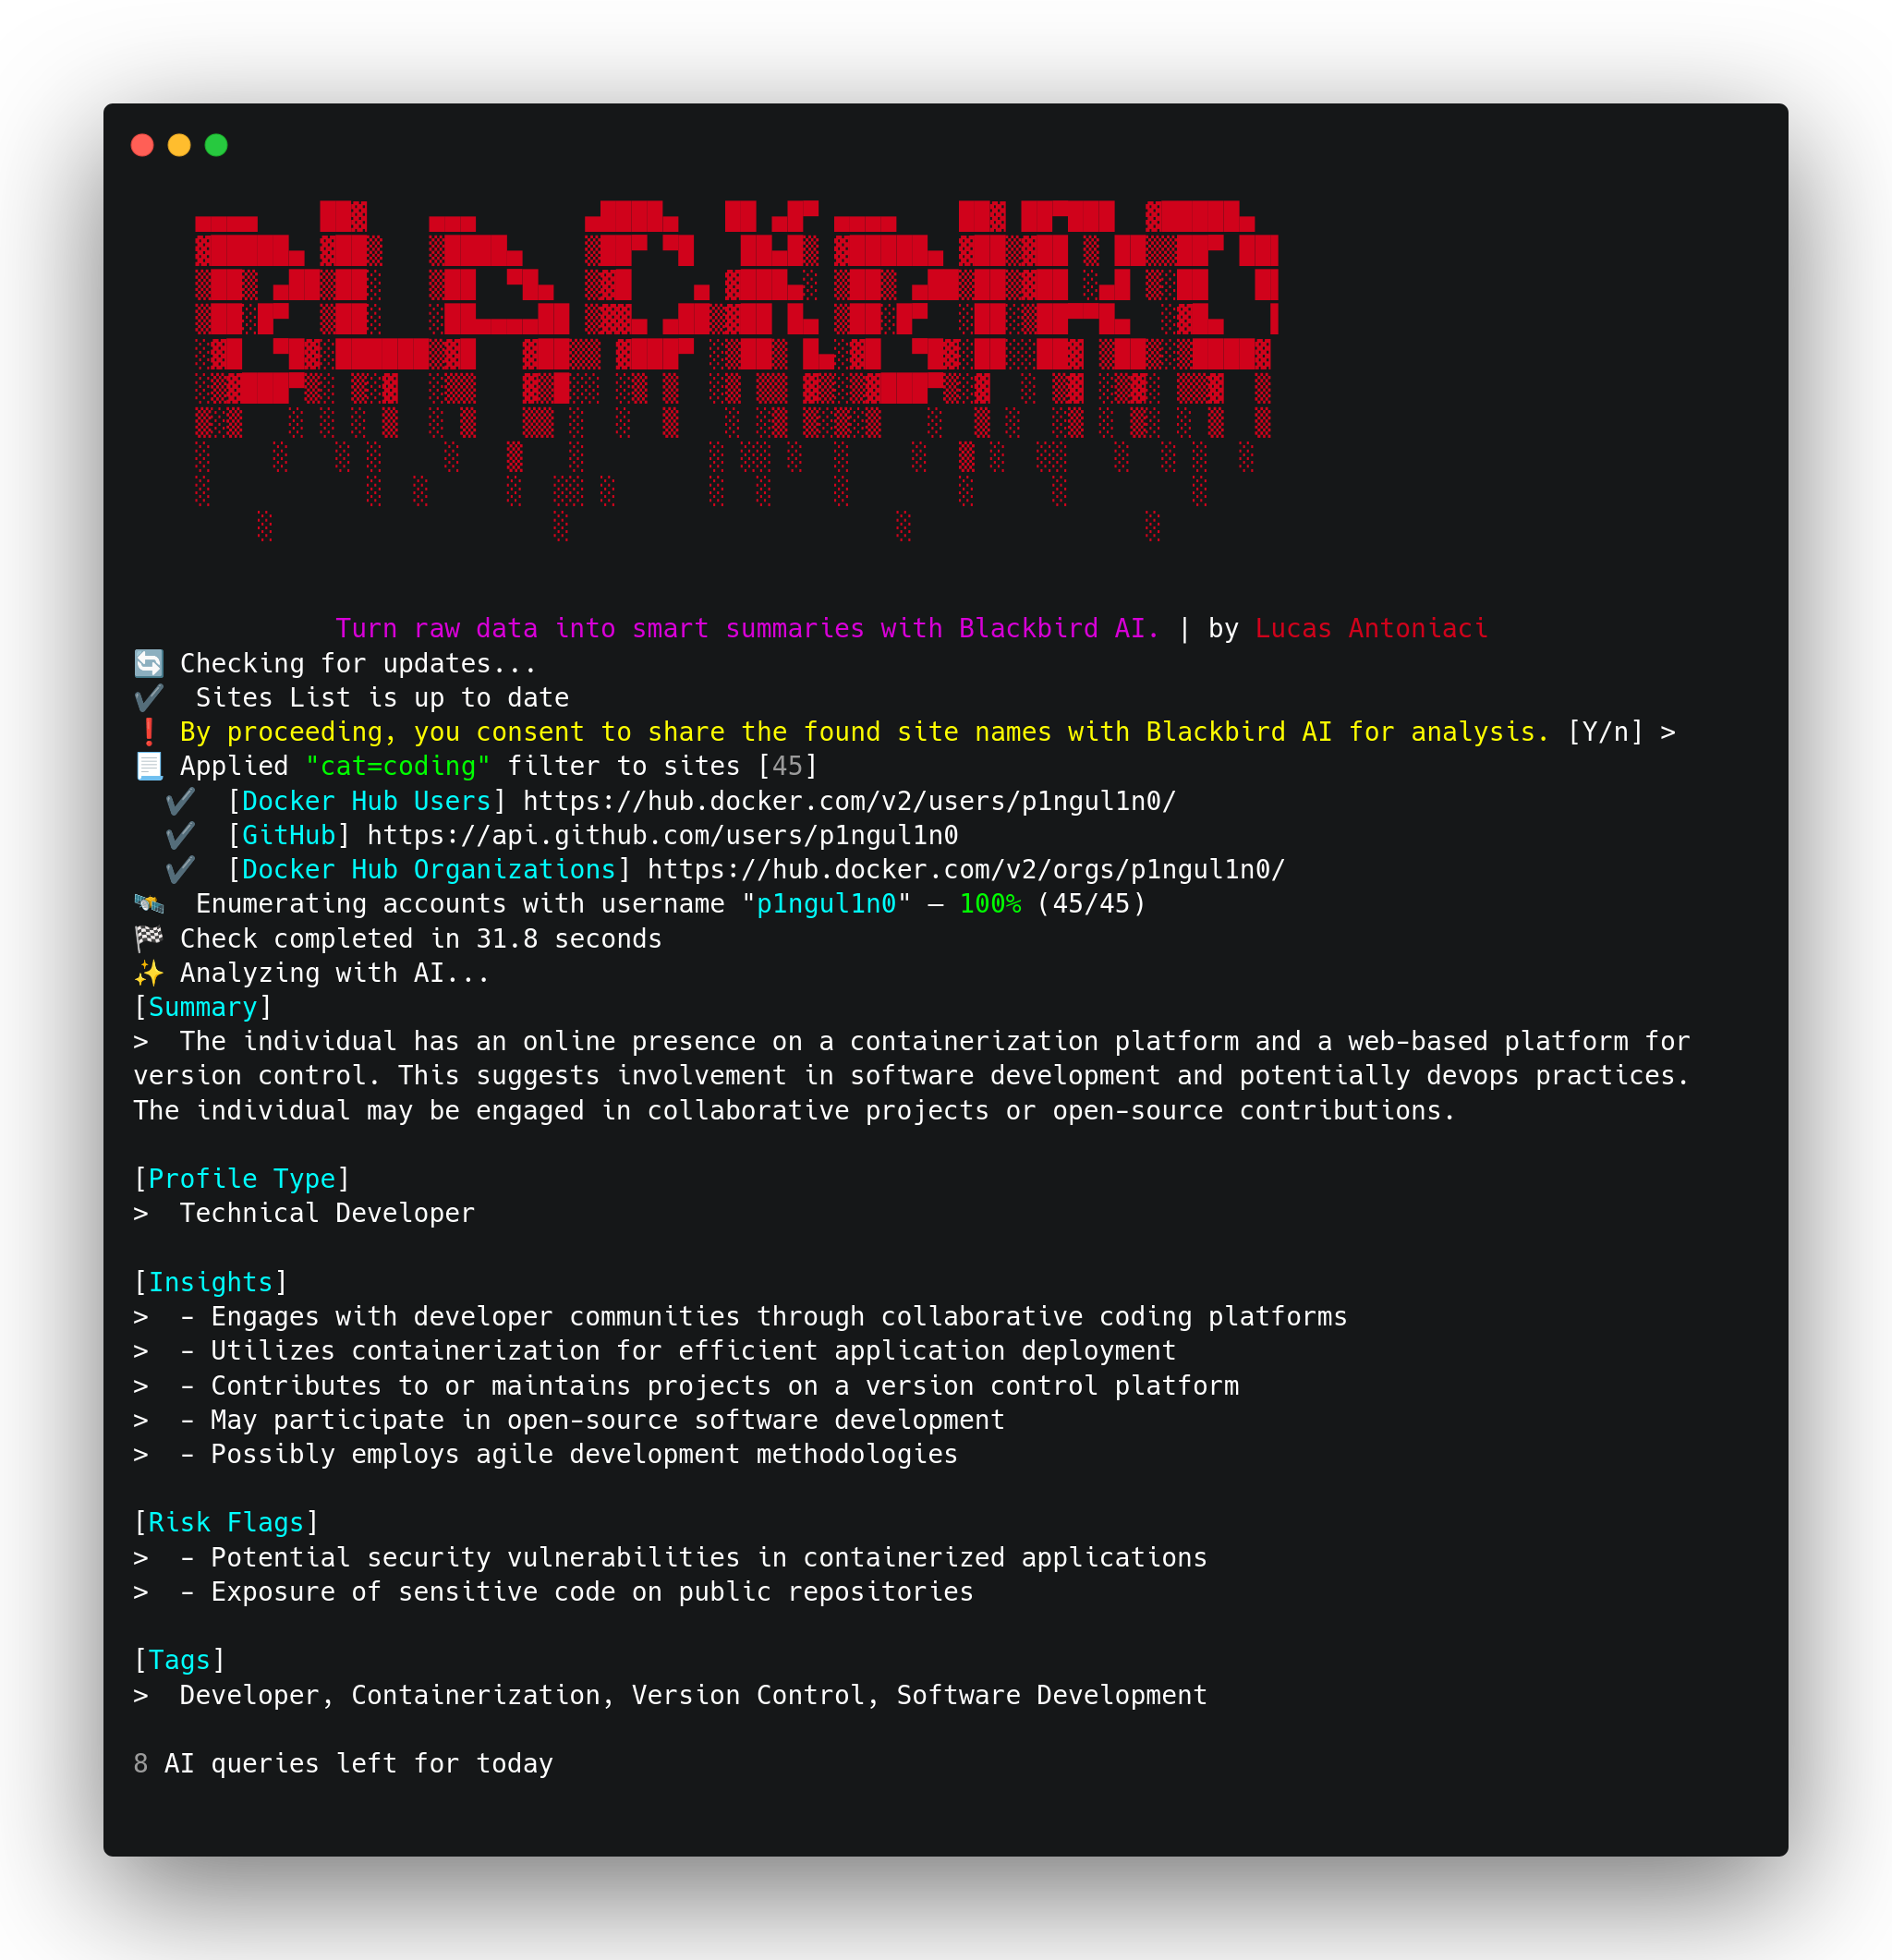 Turn raw data into smart summaries with Blackbird AI. | by Lucas Antoniaci
Checking for updates...
Sites List is up to date
By proceeding, you consent to share the found site names with Blackbird AI for analysis. [Y/n] >
Applied "cat=coding" filter to sites [45]
[Docker Hub Users] https://hub.docker.com/v2/users/p1ngul1n0/
[GitHub] https://api.github.com/users/p1ngul1n0
[Docker Hub Organizations] https://hub.docker.com/v2/orgs/p1ngul1n0/
Enumerating accounts with username "p1ngul1n0" — 100% (45/45)
Check completed in 31.8 seconds
Analyzing with AI...
[Summary]
>  The individual has an online presence on a containerization platform and a web-based platform for
version control. This suggests involvement in software development and potentially devops practices.
The individual may be engaged in collaborative projects or open-source contributions.
[Profile Type]
>  Technical Developer
[Insights]
>  - Engages with developer communities through collaborative coding platforms
>  - Utilizes containerization for efficient application deployment
>  - Contributes to or maintains projects on a version control platform
>  - May participate in open-source software development
>  - Possibly employs agile development methodologies
[Risk Flags]
>  - Potential security vulnerabilities in containerized applications
>  - Exposure of sensitive code on public repositories
[Tags]
>  Developer, Containerization, Version Control, Software Development
8 AI queries left for today